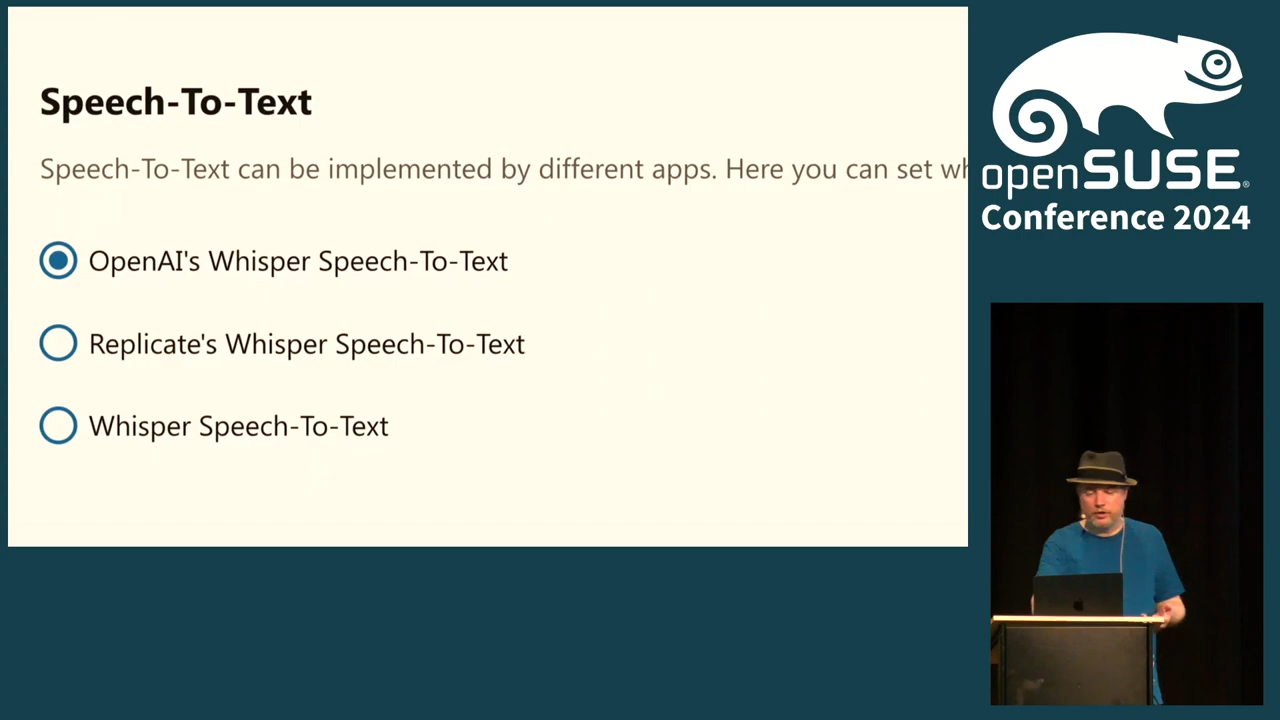 Speech-To-Text
Speech-To-Text can be implemented by different apps. Here you can set
OpenAI's Whisper Speech-To-Text
Replicate's Whisper Speech-To-Text
Whisper Speech-To-Text
openSUSE®
Conference 2024